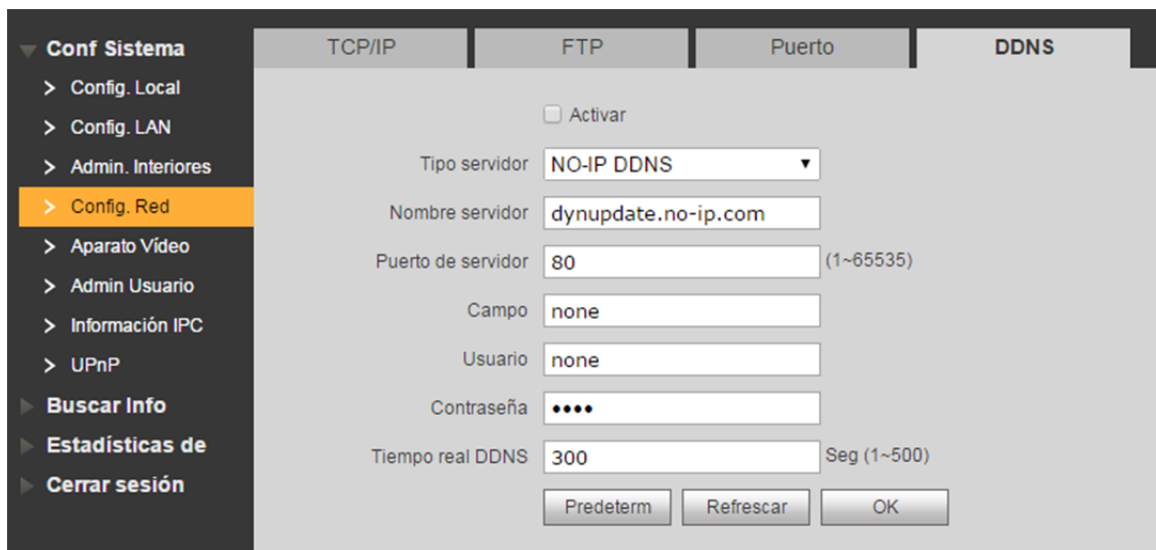 Conf Sistema
Config. Local
Config. LAN
Admin. Interiores
Config. Red
Aparato Vídeo
Admin Usuario
Información IPC
UPnP
Buscar Info
Estadísticas de
Cerrar sesión
TCP/IP FTP Puerto DDNS
Activar
Tipo servidor NO-IP DDNS
Nombre servidor dynupdate.no-ip.com
Puerto de servidor 80 (1~65535)
Campo none
Usuario none
Contraseña ••••
Tiempo real DDNS 300 Seg (1~500)
Predeterm Refrescar OK